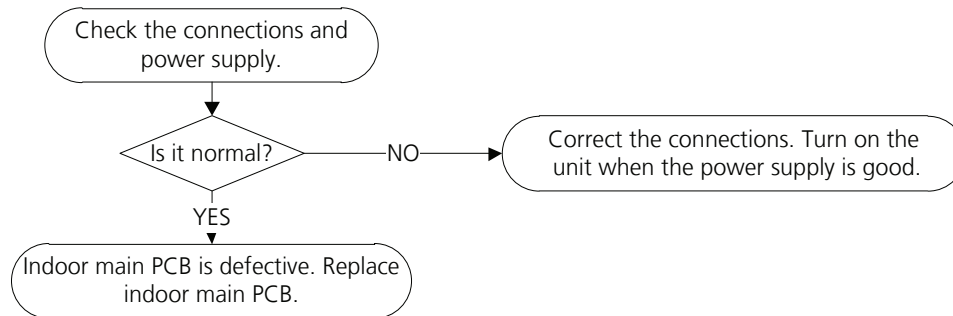 Check the connections and
power supply.
Is it normal?
NO
Correct the connections. Turn on the
unit when the power supply is good.
YES
Indoor main PCB is defective. Replace
indoor main PCB.